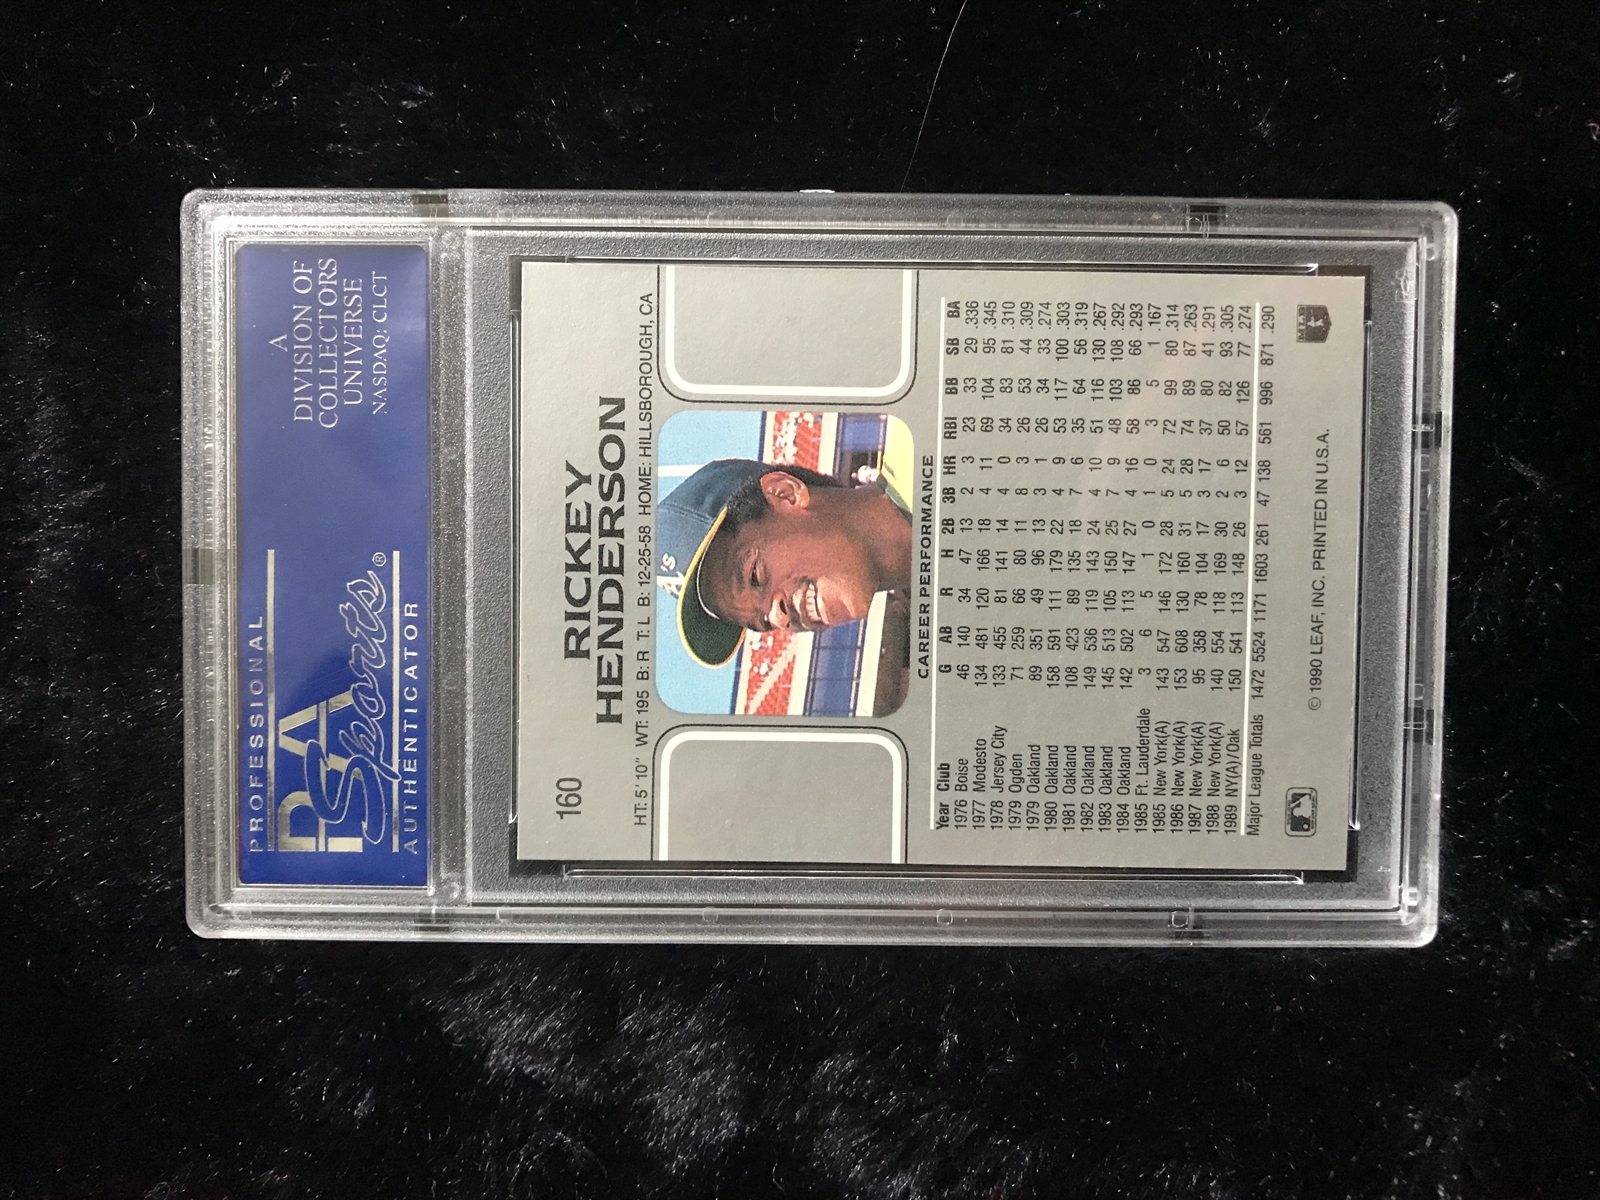 PROFESSIONAL
PSA
Sports®
AUTHENTICATOR
A
DIVISION OF
COLLECTORS
UNIVERSE
NASDAQ: CLCT
160
RICKEY
HENDERSON
HT: 5' 10" WT: 195 B: R T: L B: 12-25-58 HOME: HILLSBOROUGH, CA
A's
CAREER PERFORMANCE
Year Club G AB R H 2B 3B HR RBI BB SB BA
1976 Boise 46 140 34 47 13 2 3 23 33 29 .336
1977 Modesto 134 481 120 166 18 4 11 69 104 95 .345
1978 Jersey City 133 455 81 141 14 4 0 34 83 81 .310
1979 Ogden 71 259 66 80 11 8 3 26 53 44 .309
1979 Oakland 89 351 49 96 13 3 1 26 34 33 .274
1980 Oakland 158 591 111 179 22 4 9 53 117 100 .303
1981 Oakland 108 423 89 135 18 7 6 35 64 56 .319
1982 Oakland 149 536 119 143 24 4 10 51 116 130 .267
1983 Oakland 145 513 105 150 25 7 9 48 103 108 .292
1984 Oakland 142 502 113 147 27 4 16 58 86 66 .293
1985 Ft. Lauderdale 3 6 5 1 0 1 0 3 5 1 .167
1985 New York(A) 143 547 146 172 28 5 24 72 99 80 .314
1986 New York(A) 153 608 130 160 31 5 28 74 89 87 .263
1987 New York(A) 95 358 78 104 17 3 17 37 80 41 .291
1988 New York(A) 140 554 118 169 30 2 6 50 82 93 .305
1989 NY(A)/Oak 150 541 113 148 26 3 12 57 126 77 .274
Major League Totals 1472 5524 1171 1603 261 47 138 561 996 871 .290
© 1990 LEAF, INC. PRINTED IN U.S.A.